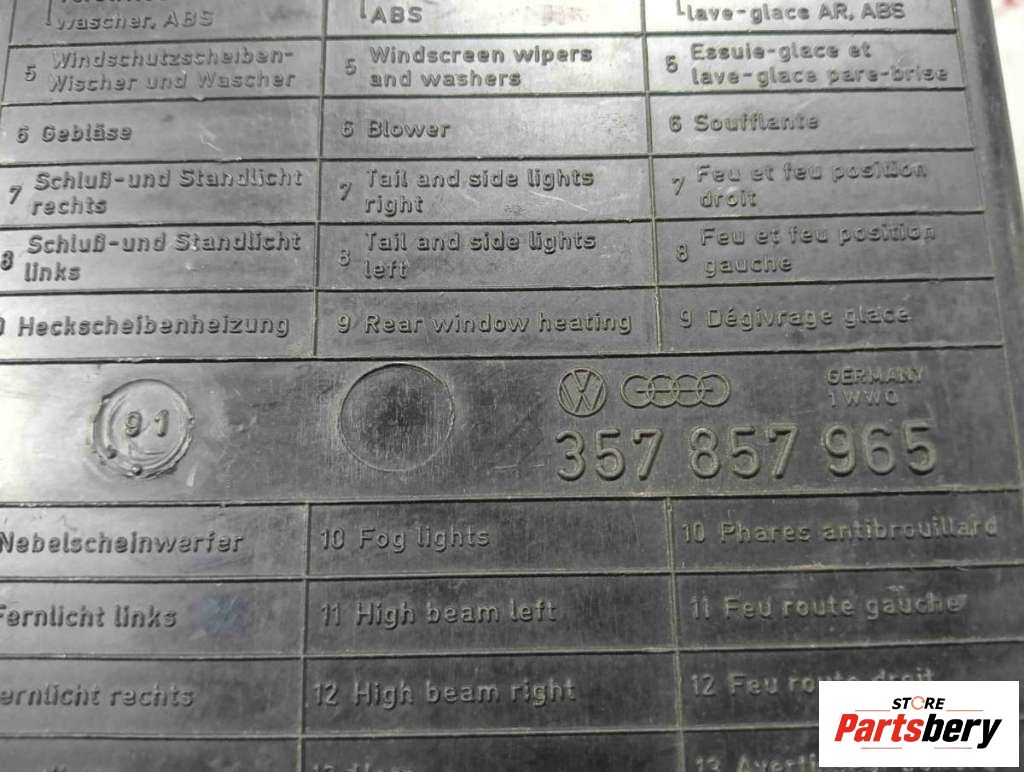 wascher, ABS
ABS
lave-glace AR, ABS
5 Windschutzscheiben-
Wischer und Wascher
5 Windscreen wipers
and washers
5 Essuie-glace et
lave-glace pare-brise
6 Gebläse
6 Blower
6 Soufflante
7 Schluß-und Standlicht
rechts
7 Tail and side lights
right
7 Feu et feu position
droit
8 Schluß-und Standlicht
links
8 Tail and side lights
left
8 Feu et feu position
gauche
Heckscheibenheizung
9 Rear window heating
9 Dégivrage glace
91
GERMANY
1WW0
357 857 965
Nebelscheinwerfer
10 Fog lights
10 Phares antibrouillard
Fernlicht links
11 High beam left
11 Feu route gauche
ernlicht rechts
12 High beam right
12 Feu route droit
STORE
Partsbery